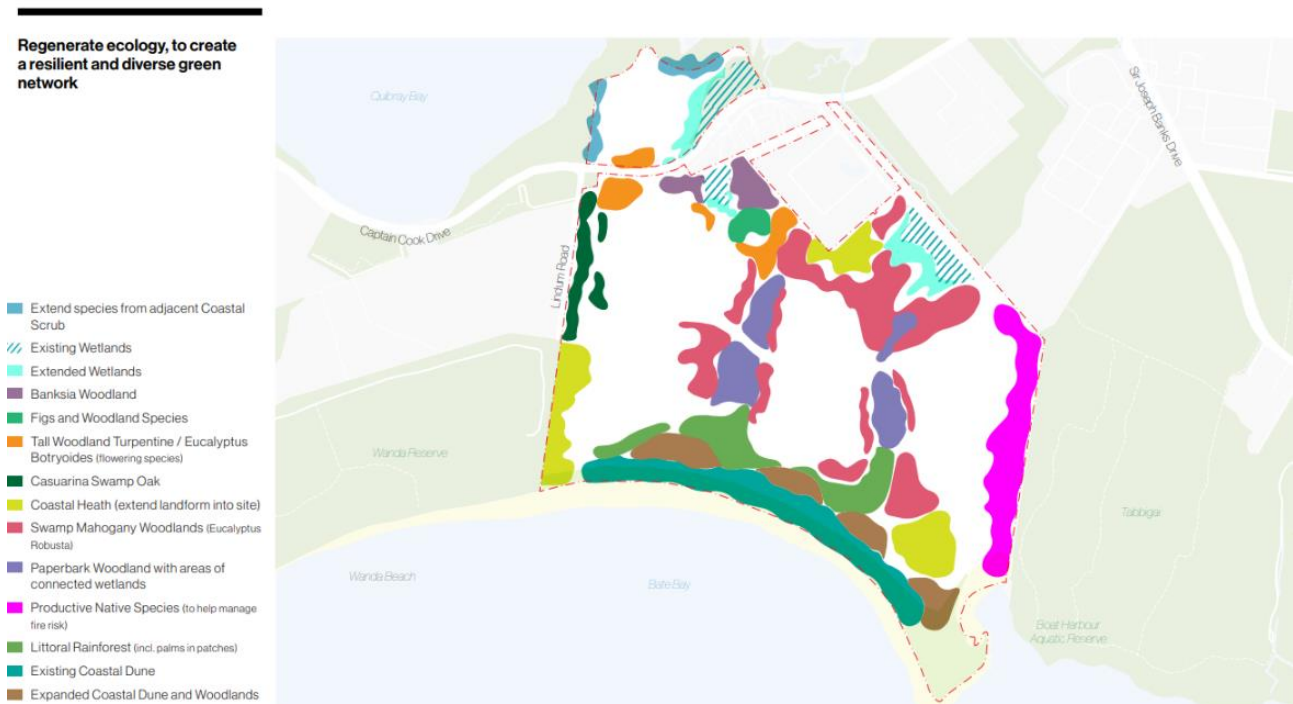 Regenerate ecology, to create
a resilient and diverse green
network
Quibray Bay
Sir Joseph Banks Drive
Captain Cook Drive
Lindum Road
Wanda Reserve
Wanda Beach
Bate Bay
Tabbigai
Boat Harbour
Aquatic Reserve
Extend species from adjacent Coastal
Scrub
Existing Wetlands
Extended Wetlands
Banksia Woodland
Figs and Woodland Species
Tall Woodland Turpentine / Eucalyptus
Botryoides (flowering species)
Casuarina Swamp Oak
Coastal Heath (extend landform into site)
Swamp Mahogany Woodlands (Eucalyptus
Robusta)
Paperbark Woodland with areas of
connected wetlands
Productive Native Species (to help manage
fire risk)
Littoral Rainforest (incl. palms in patches)
Existing Coastal Dune
Expanded Coastal Dune and Woodlands